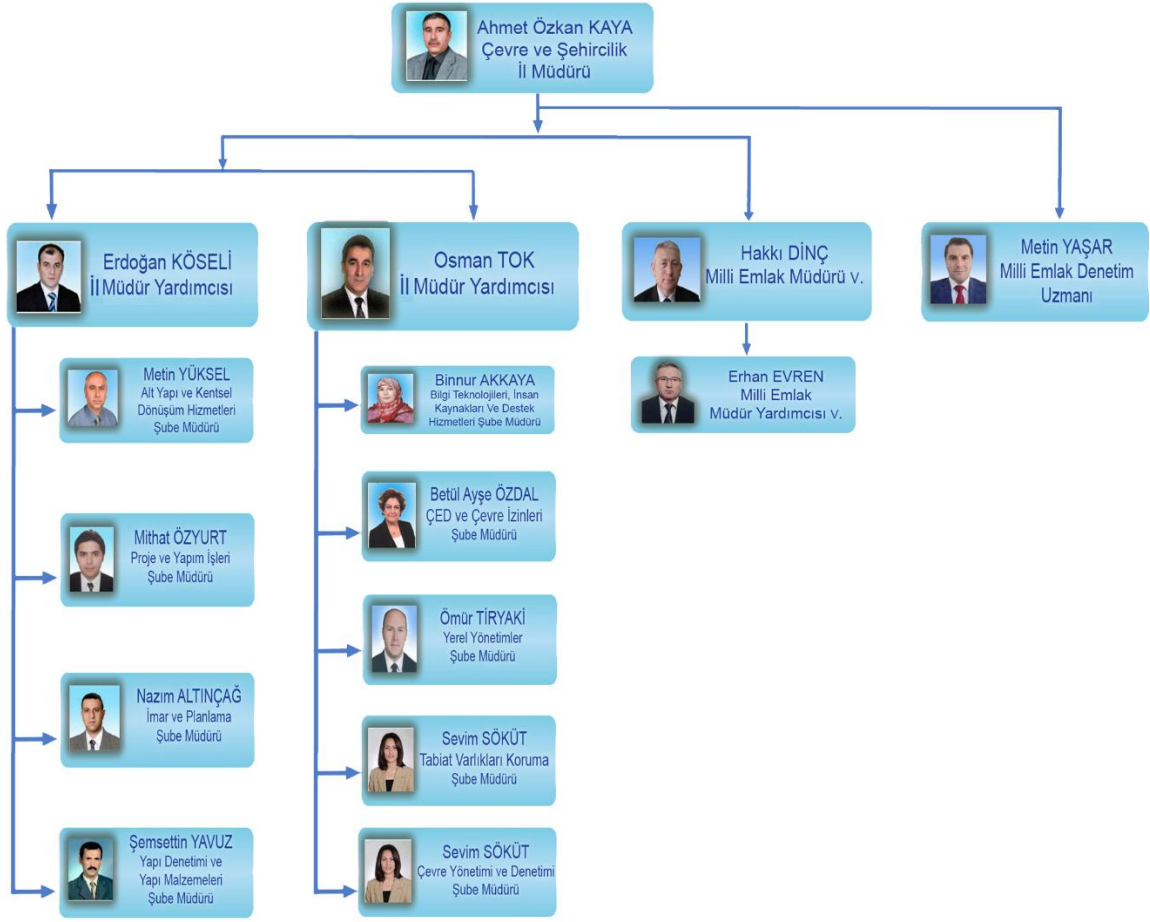 Ahmet Özkan KAYA
Çevre ve Şehircilik
İl Müdürü
Erdoğan KÖSELİ
İl Müdür Yardımcısı
Osman TOK
İl Müdür Yardımcısı
Hakkı DİNÇ
Milli Emlak Müdürü V.
Metin YAŞAR
Milli Emlak Denetim
Uzmanı
Metin YÜKSEL
Alt Yapı ve Kentsel
Dönüşüm Hizmetleri
Şube Müdürü
Mithat ÖZYURT
Proje ve Yapım İşleri
Şube Müdürü
Nazım ALTINÇAĞ
İmar ve Planlama
Şube Müdürü
Şemsettin YAVUZ
Yapı Denetimi ve
Yapı Malzemeleri
Şube Müdürü
Binnur AKKAYA
Bilgi Teknolojileri, İnsan
Kaynakları Ve Destek
Hizmetleri Şube Müdürü
Betül Ayşe ÖZDAL
ÇED ve Çevre İzinleri
Şube Müdürü
Ömür TİRYAKİ
Yerel Yönetimler
Şube Müdürü
Sevim SÖKÜT
Tabiat Varlıkları Koruma
Şube Müdürü
Sevim SÖKÜT
Çevre Yönetimi ve Denetimi
Şube Müdürü
Erhan EVREN
Milli Emlak
Müdür Yardımcısı V.